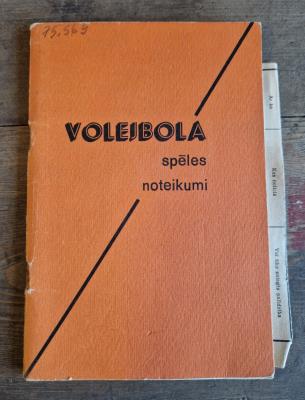 15,569
VOLEJBOLA
spēles
noteikumi